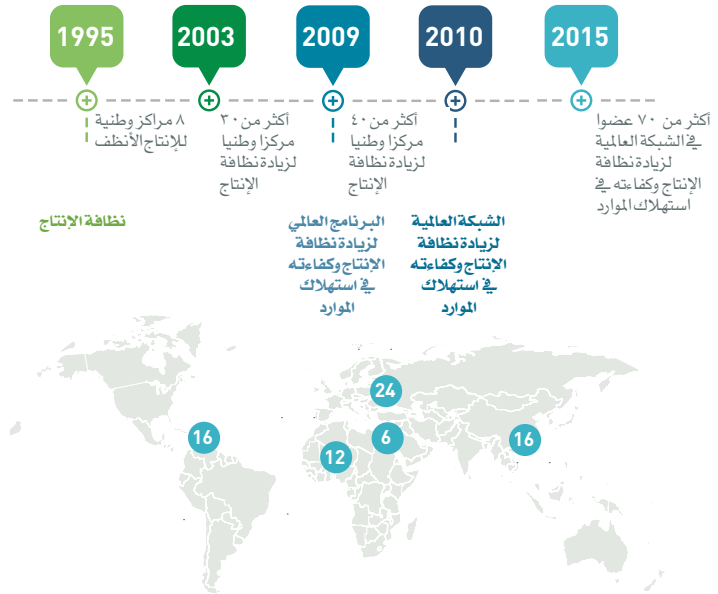 1995
2003
2009
2010
2015
٨ مراكز وطنية
للإنتاج الأنظف
أكثر من ٣٠
مركزا وطنيا
لزيادة نظافة
الإنتاج
أكثر من ٤٠
مركزا وطنيا
لزيادة نظافة
الإنتاج
أكثر من ٧٠ عضوا
في الشبكة العالمية
لزيادة نظافة
الإنتاج وكفاءته في
استهلاك الموارد
نظافة الإنتاج
البرنامج العالمي
لزيادة نظافة
الإنتاج وكفاءته
في استهلاك
الموارد
الشبكة العالمية
لزيادة نظافة
الإنتاج وكفاءته
في استهلاك
الموارد
24
16
12
6
16